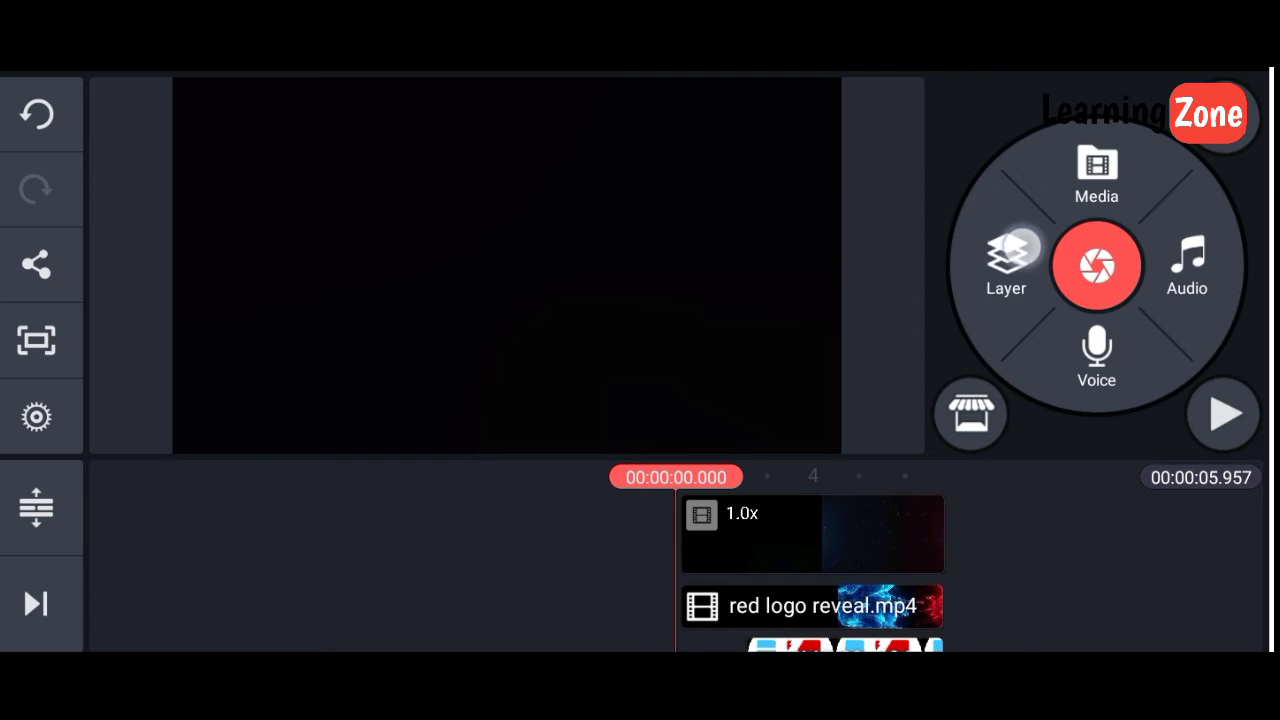 Learning Zone
Media
Layer
Audio
Voice
00:00:00.000
4
00:00:05.957
1.0x
red logo reveal.mp4